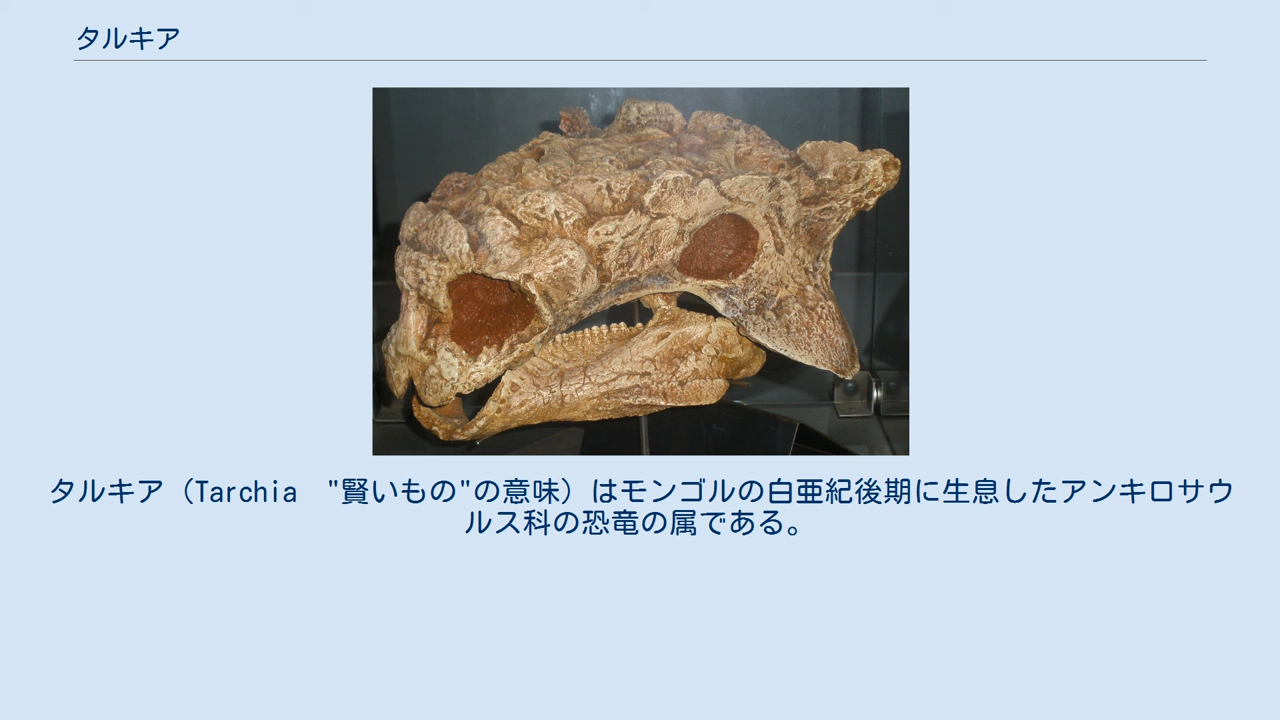 タルキア
タルキア（Tarchia　"賢いもの"の意味）はモンゴルの白亜紀後期に生息したアンキロサウ
ルス科の恐竜の属である。